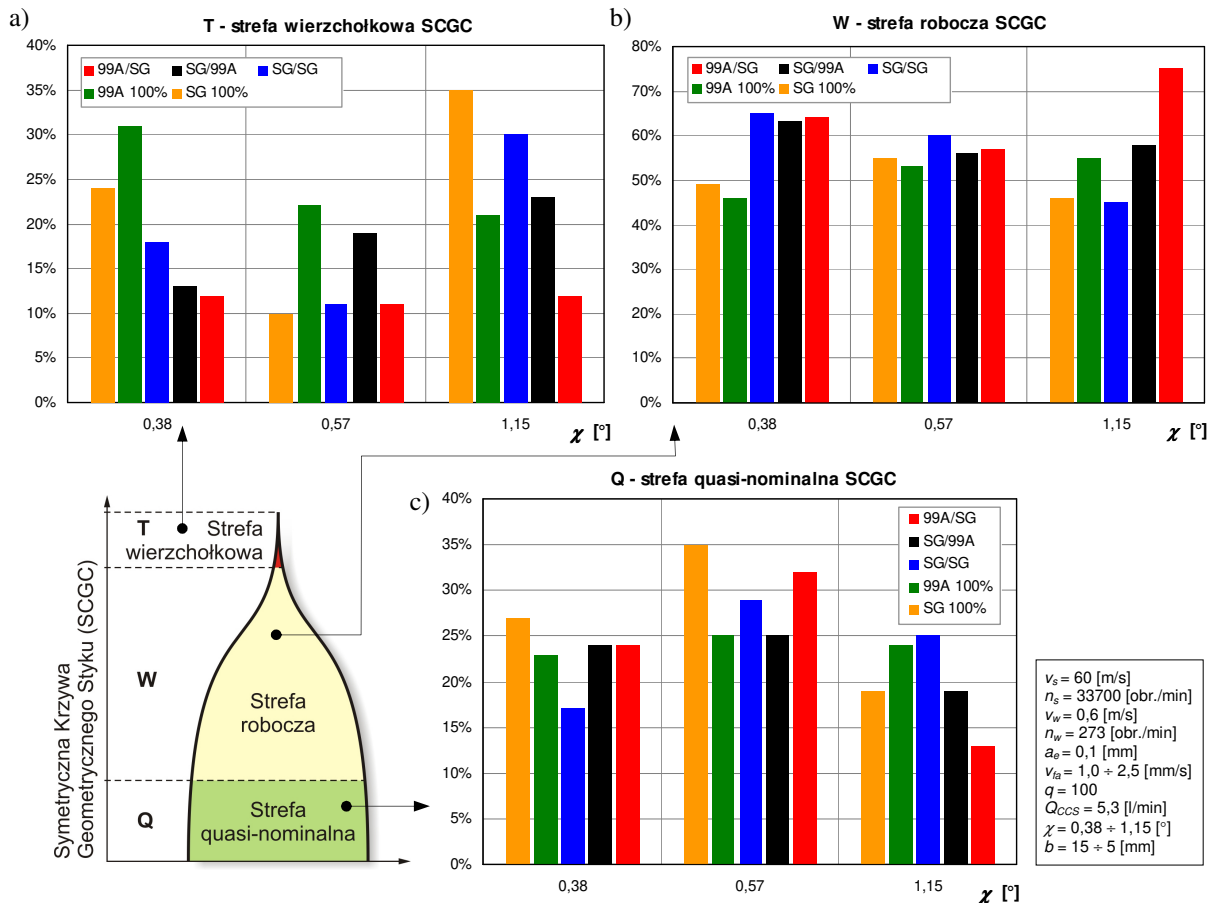 a)
T - strefa wierzchołkowa SCGC
40%
35%
30%
25%
20%
15%
10%
5%
0%
99A/SG SG/99A SG/SG
99A 100% SG 100%
0,38 0,57 1,15
χ [°]
b)
W - strefa robocza SCGC
80%
70%
60%
50%
40%
30%
20%
10%
0%
99A/SG SG/99A SG/SG
99A 100% SG 100%
0,38 0,57 1,15
χ [°]
Symetryczna Krzywa
Geometrycznego Styku (SCGC)
T Strefa
wierzchołkowa
W
Strefa
robocza
Q
Strefa
quasi-nominalna
c)
Q - strefa quasi-nominalna SCGC
40%
35%
30%
25%
20%
15%
10%
5%
0%
99A/SG
SG/99A
SG/SG
99A 100%
SG 100%
0,38 0,57 1,15
χ [°]
vs = 60 [m/s]
ns = 33700 [obr./min]
vw = 0,6 [m/s]
nw = 273 [obr./min]
ae = 0,1 [mm]
vfa = 1,0 ÷ 2,5 [mm/s]
q = 100
QCCS = 5,3 [l/min]
χ = 0,38 ÷ 1,15 [°]
b = 15 ÷ 5 [mm]